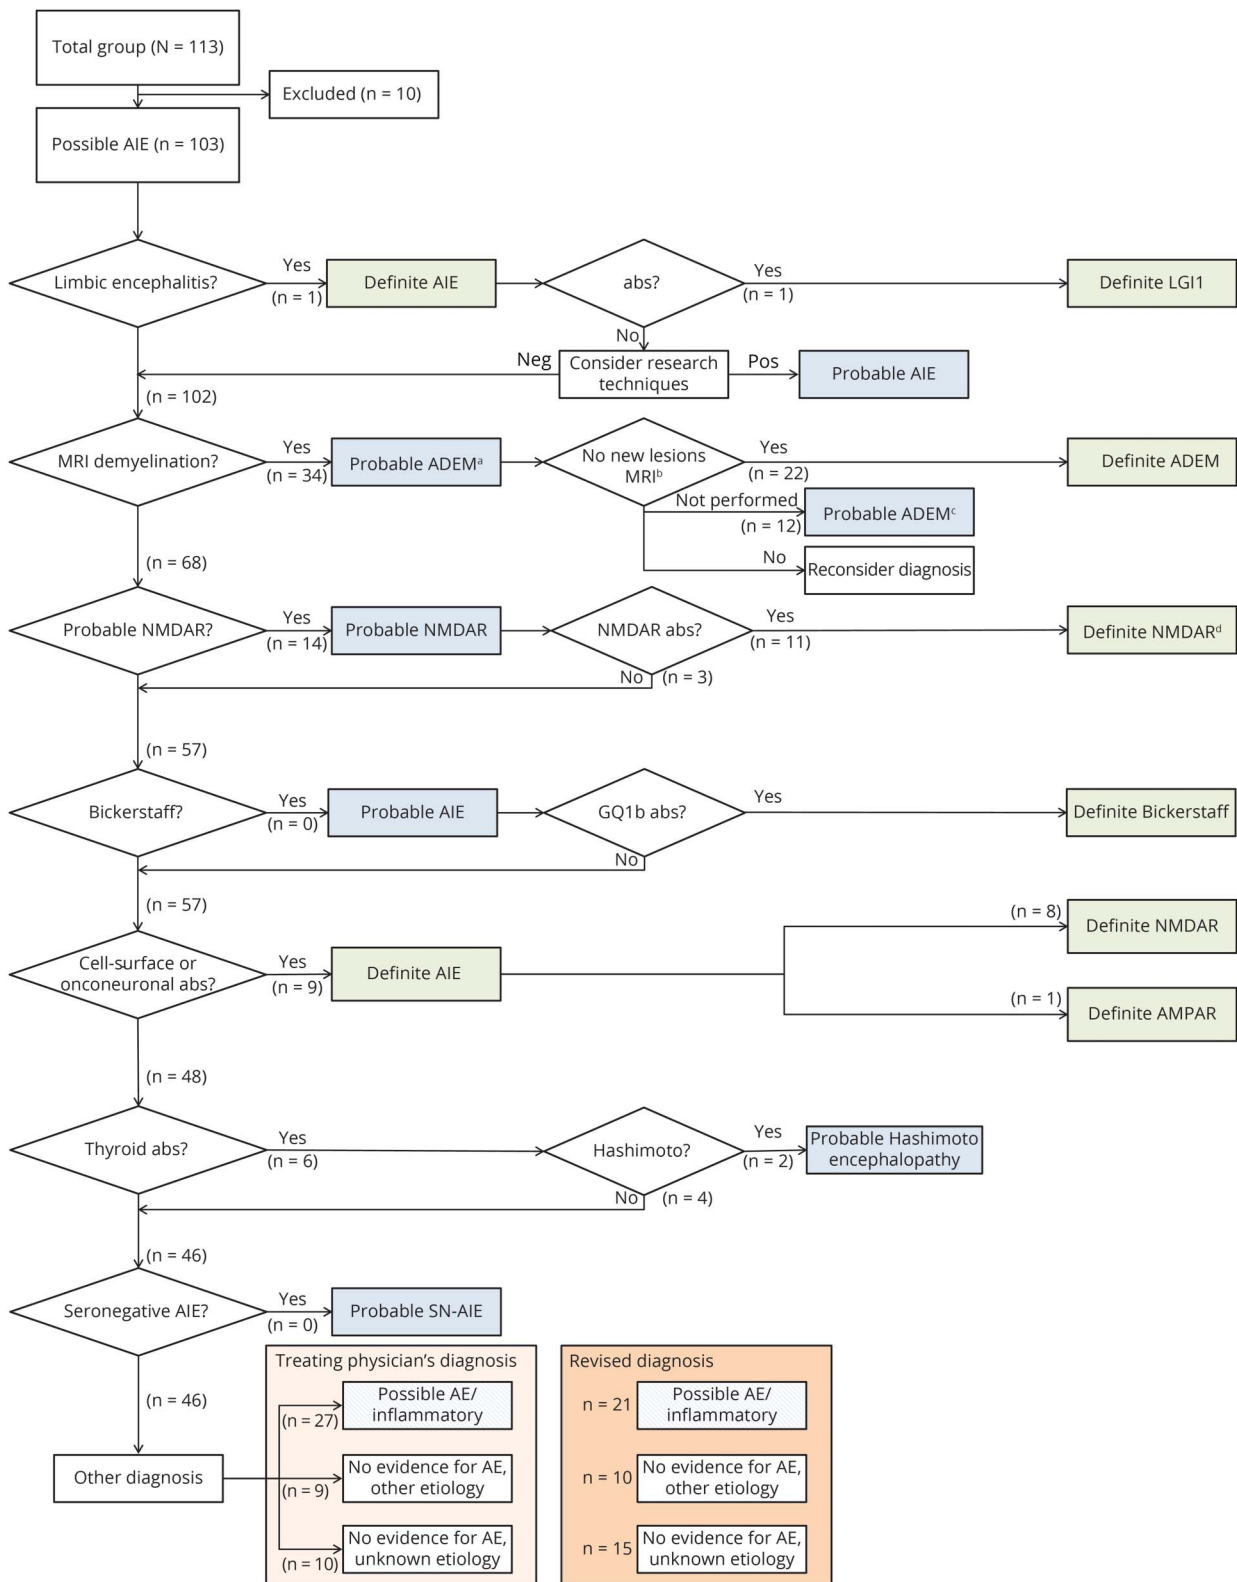 Total group (N = 113)
Excluded (n = 10)
Possible AIE (n = 103)
Limbic encephalitis?
Yes
(n = 1)
Definite AIE
abs?
Yes
(n = 1)
Definite LGI1
No
Neg
Consider research
techniques
Pos
Probable AIE
(n = 102)
MRI demyelination?
Yes
(n = 34)
Probable ADEMᵃ
No new lesions
MRIᵇ
Yes
(n = 22)
Definite ADEM
Not performed
(n = 12)
Probable ADEMᶜ
No
Reconsider diagnosis
(n = 68)
Probable NMDAR?
Yes
(n = 14)
Probable NMDAR
NMDAR abs?
Yes
(n = 11)
Definite NMDARᵈ
No
(n = 3)
(n = 57)
Bickerstaff?
Yes
(n = 0)
Probable AIE
GQ1b abs?
Yes
Definite Bickerstaff
No
(n = 57)
Cell-surface or
onconeuronal abs?
Yes
(n = 9)
Definite AIE
(n = 8)
Definite NMDAR
(n = 1)
Definite AMPAR
(n = 48)
Thyroid abs?
Yes
(n = 6)
Hashimoto?
Yes
(n = 2)
Probable Hashimoto
encephalopathy
No
(n = 4)
(n = 46)
Seronegative AIE?
Yes
(n = 0)
Probable SN-AIE
(n = 46)
Other diagnosis
Treating physician's diagnosis
(n = 27)
Possible AE/
inflammatory
(n = 9)
No evidence for AE,
other etiology
(n = 10)
No evidence for AE,
unknown etiology
Revised diagnosis
n = 21
Possible AE/
inflammatory
n = 10
No evidence for AE,
other etiology
n = 15
No evidence for AE,
unknown etiology